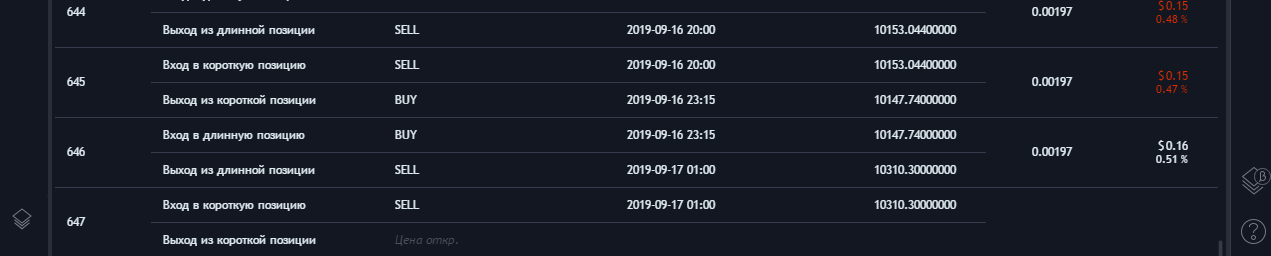 644 0.00197 $ 0.15
0.48 %
Выход из длинной позиции SELL 2019-09-16 20:00 10153.04400000
Вход в короткую позицию SELL 2019-09-16 20:00 10153.04400000
645 0.00197 $ 0.15
0.47 %
Выход из короткой позиции BUY 2019-09-16 23:15 10147.74000000
Вход в длинную позицию BUY 2019-09-16 23:15 10147.74000000
646 0.00197 $ 0.16
0.51 %
Выход из длинной позиции SELL 2019-09-17 01:00 10310.30000000
Вход в короткую позицию SELL 2019-09-17 01:00 10310.30000000
647
Выход из короткой позиции Цена откр.
β
?